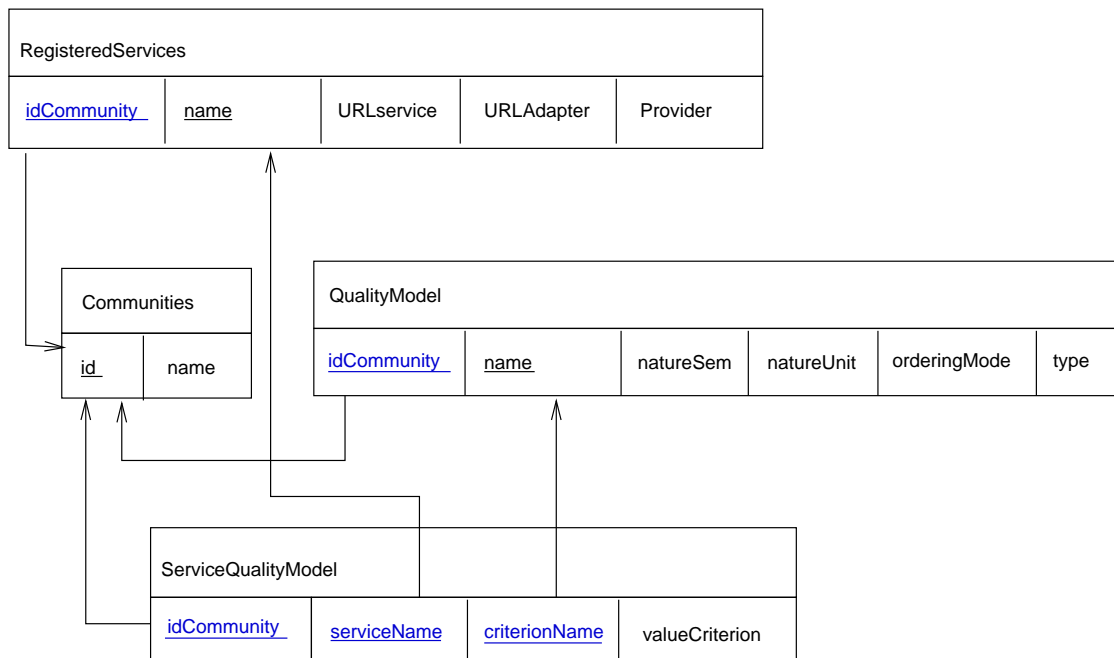 RegisteredServices
idCommunity name URLservice URLAdapter Provider
Communities
id name
QualityModel
idCommunity name natureSem natureUnit orderingMode type
ServiceQualityModel
idCommunity serviceName criterionName valueCriterion